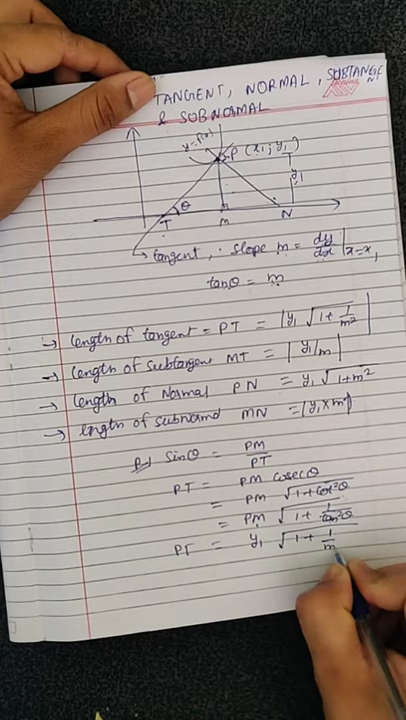 TANGENT, NORMAL, SUBTANGENT
& SUBNORMAL
y=f(x)
P (x₁, y₁)
y₁
θ
T M N
tangent, slope m = dy/dx |x=x₁
tanθ = m
→ length of tangent = PT = |y₁ √(1+1/m²)|
→ length of Subtangent MT = |y₁/m|
→ length of Normal PN = y₁ √(1+m²)
→ length of subnormal MN = |y₁×m|
Sinθ = PM/PT
PT = PM cosecθ
= PM √(1+cot²θ)
= PM √(1+1/tan²θ)
PT = y₁ √(1+1/m